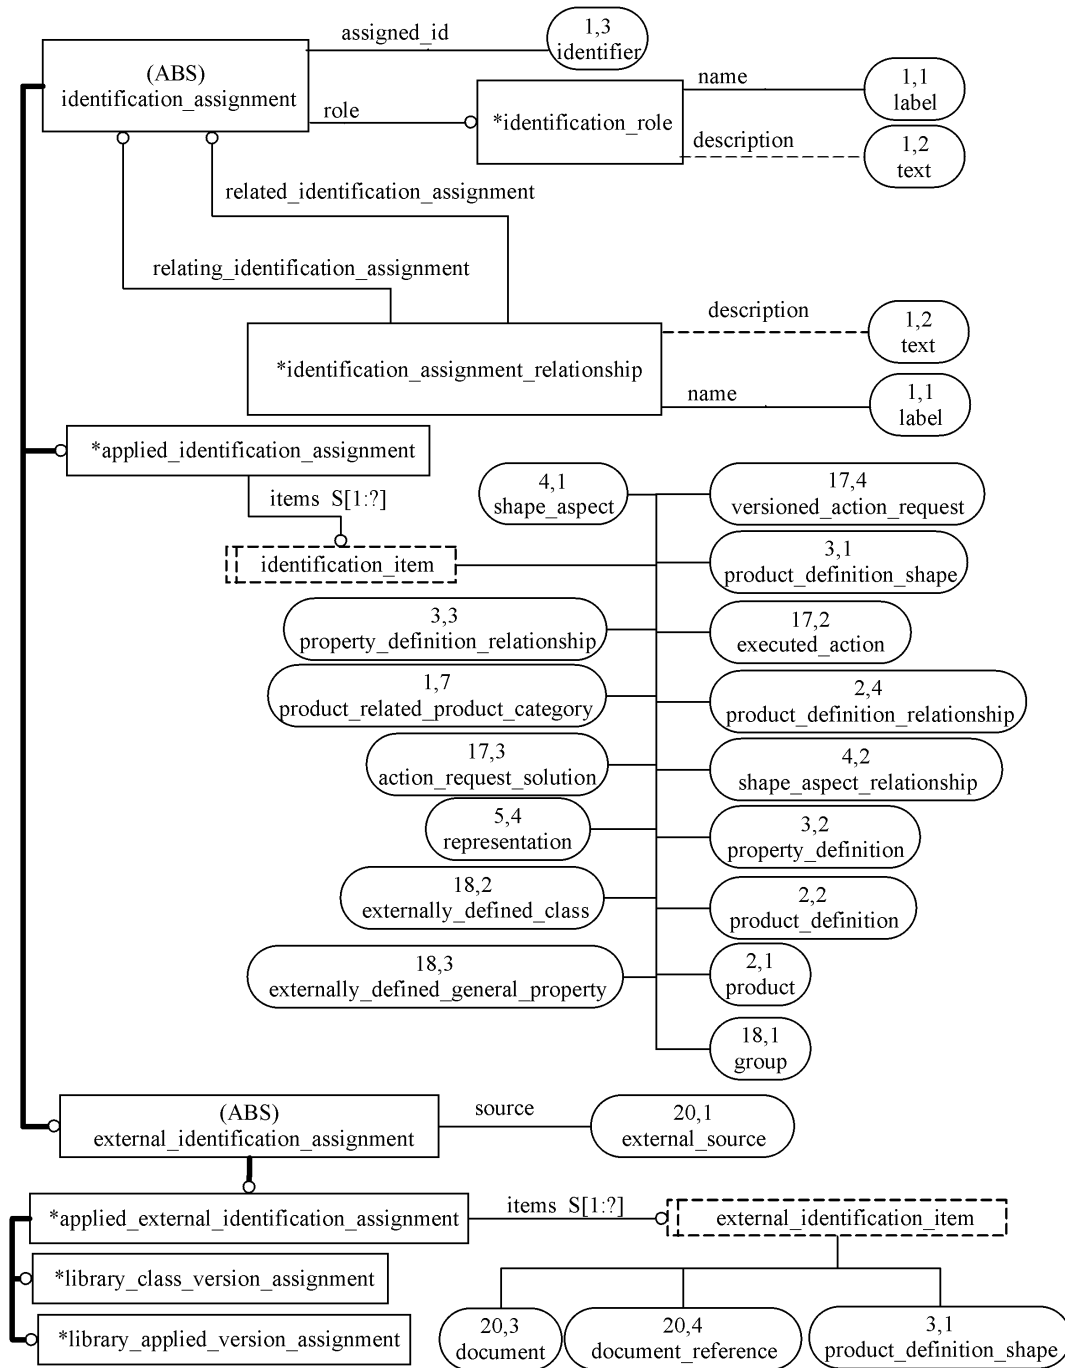 assigned_id
1,3
identifier
(ABS)
identification_assignment
role
*identification_role
name
1,1
label
description
1,2
text
related_identification_assignment
relating_identification_assignment
*identification_assignment_relationship
description
1,2
text
name
1,1
label
*applied_identification_assignment
items S[1:?]
identification_item
4,1
shape_aspect
17,4
versioned_action_request
3,1
product_definition_shape
3,3
property_definition_relationship
17,2
executed_action
1,7
product_related_product_category
2,4
product_definition_relationship
17,3
action_request_solution
4,2
shape_aspect_relationship
5,4
representation
3,2
property_definition
18,2
externally_defined_class
2,2
product_definition
18,3
externally_defined_general_property
2,1
product
18,1
group
(ABS)
external_identification_assignment
source
20,1
external_source
*applied_external_identification_assignment
items S[1:?]
external_identification_item
*library_class_version_assignment
*library_applied_version_assignment
20,3
document
20,4
document_reference
3,1
product_definition_shape